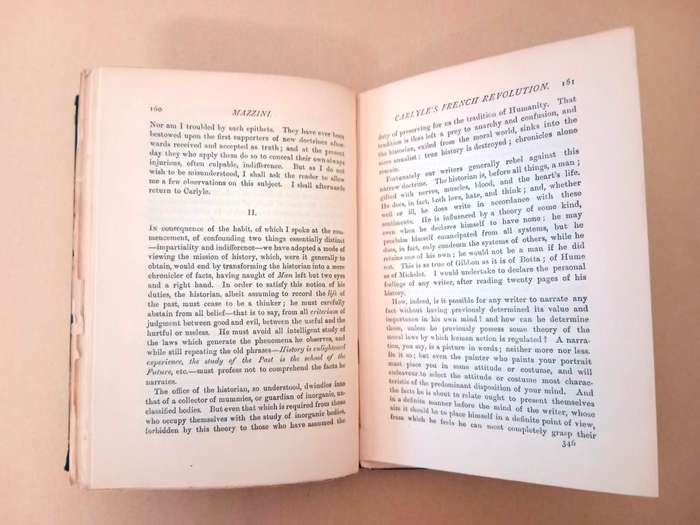 160 MAZZINI.
Nor am I troubled by such epithets. They have ever been
bestowed upon the first supporters of new doctrines after-
wards received and accepted as truth; and at the present
day they who apply them do so to conceal their own always
injurious, often culpable, indifference. But as I do not
wish to be misunderstood, I shall ask the reader to allow
me a few observations on this subject. I shall afterwards
return to Carlyle.
II.
In consequence of the habit, of which I spoke at the com-
mencement, of confounding two things essentially distinct
—impartiality and indifference—we have adopted a mode of
viewing the mission of history, which, were it generally to
obtain, would end by transforming the historian into a mere
chronicler of facts, having naught of Man left but two eyes
and a right hand. In order to satisfy this notion of his
duties, the historian, albeit assuming to record the life of
the past, must cease to be a thinker; he must carefully
abstain from all belief—that is to say, from all criterium of
judgment between good and evil, between the useful and the
hurtful or useless. He must avoid all intelligent study of
the laws which generate the phenomena he observes, and
while still repeating the old phrases—History is enlightened
experience, the study of the Past is the school of the
Future, etc.—must profess not to comprehend the facts he
narrates.
The office of the historian, so understood, dwindles into
that of a collector of mummies, or guardian of inorganic, un-
classified bodies. But even that which is required from those
who occupy themselves with the study of inorganic bodies,
forbidden by this theory to those who have assumed the
CARLYLE'S FRENCH REVOLUTION. 161
duty of preserving for us the tradition of Humanity. That
tradition is thus left a prey to anarchy and confusion, and
the historian, exiled from the moral world, sinks into the
mere annalist: true history is destroyed; chronicles alone
remain.
Fortunately our writers generally rebel against this
narrow doctrine. The historian is, before all things, a man;
gifted with nerves, muscles, blood, and the heart's life.
He does, in fact, both love, hate, and think; and, whether
well or ill, he does write in accordance with these
sentiments. He is influenced by a theory of some kind,
even when he declares himself to have none; he may
proclaim himself emancipated from all systems, but he
does, in fact, only condemn the systems of others, while he
retains one of his own; he would not be a man if he did
not. This is as true of Gibbon as it is of Botta; of Hume
as of Michelet. I would undertake to declare the personal
feelings of any writer, after reading twenty pages of his
history.
How, indeed, is it possible for any writer to narrate any
fact without having previously determined its value and
importance in his own mind? and how can he determine
these, unless he previously possess some theory of the
moral laws by which human action is regulated? A narra-
tion, you say, is a picture in words; neither more nor less.
Be it so; but even the painter who paints your portrait
must place you in some attitude or costume, and will
endeavour to select the attitude or costume most charac-
teristic of the predominant disposition of your mind. And
the facts he is about to relate ought to present themselves
in a definite manner before the mind of the writer, whose
aim it should be to place himself in a definite point of view,
from which he feels he can most completely grasp their
346